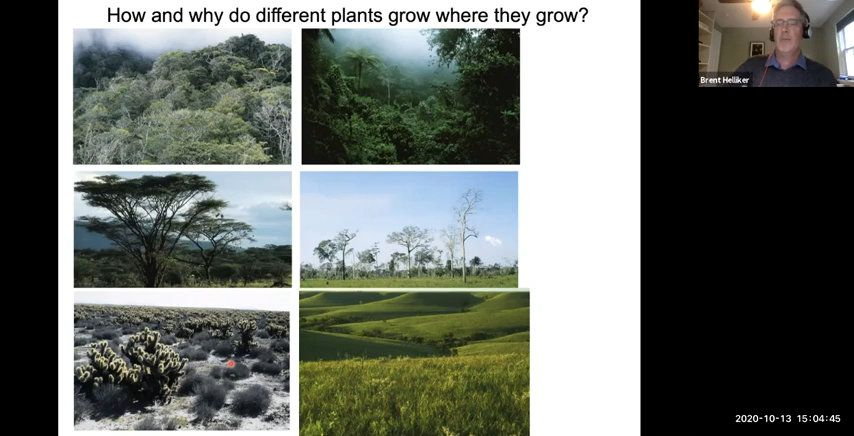 How and why do different plants grow where they grow?
Brent Helliker
2020-10-13 15:04:45